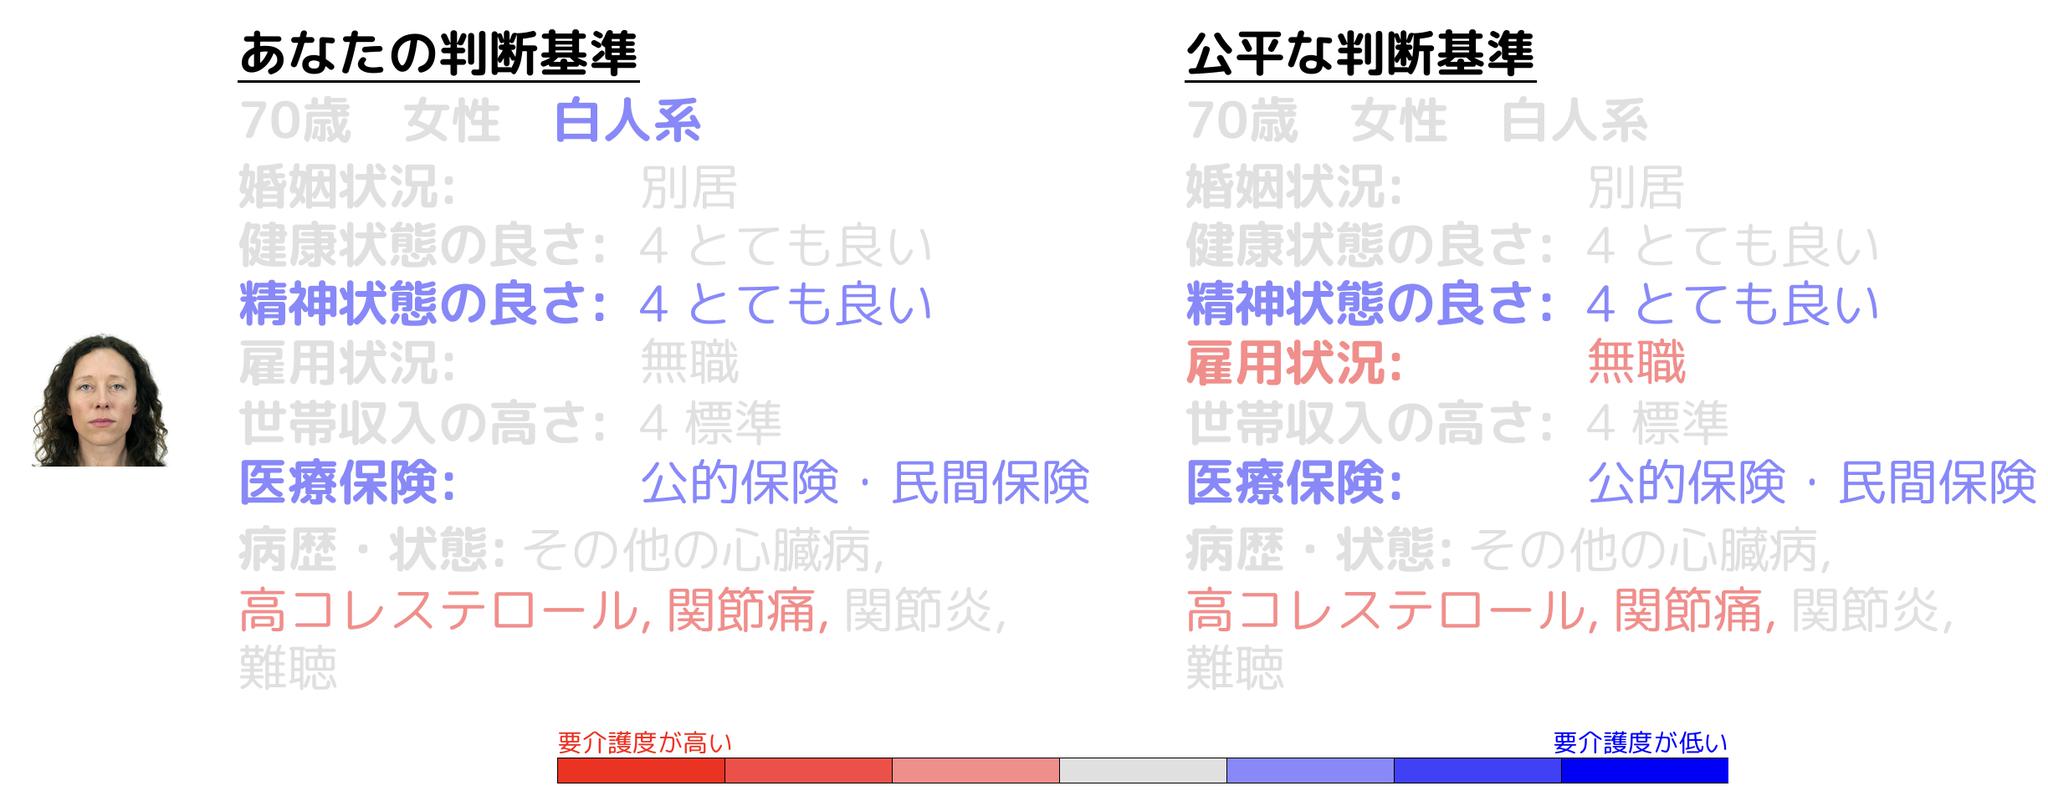 あなたの判断基準
70歳 女性 白人系
婚姻状況: 別居
健康状態の良さ: 4 とても良い
精神状態の良さ: 4 とても良い
雇用状況: 無職
世帯収入の高さ: 4 標準
医療保険: 公的保険・民間保険
病歴・状態: その他の心臓病,
高コレステロール, 関節痛, 関節炎,
難聴
公平な判断基準
70歳 女性 白人系
婚姻状況: 別居
健康状態の良さ: 4 とても良い
精神状態の良さ: 4 とても良い
雇用状況: 無職
世帯収入の高さ: 4 標準
医療保険: 公的保険・民間保険
病歴・状態: その他の心臓病,
高コレステロール, 関節痛, 関節炎,
難聴
要介護度が高い
要介護度が低い